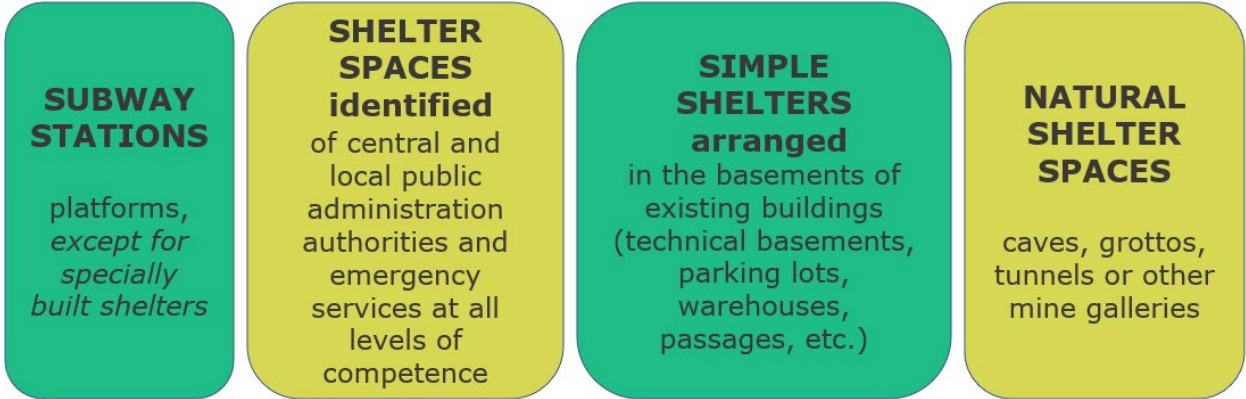 SUBWAY
STATIONS
platforms,
except for
specially
built shelters
SHELTER
SPACES
identified
of central and
local public
administration
authorities and
emergency
services at all
levels of
competence
SIMPLE
SHELTERS
arranged
in the basements of
existing buildings
(technical basements,
parking lots,
warehouses,
passages, etc.)
NATURAL
SHELTER
SPACES
caves, grottos,
tunnels or other
mine galleries